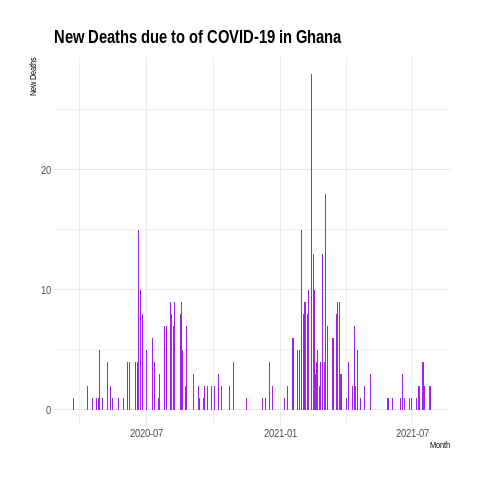 New Deaths due to of COVID-19 in Ghana
New Deaths
20
10
0
2020-07
2021-01
2021-07
Month